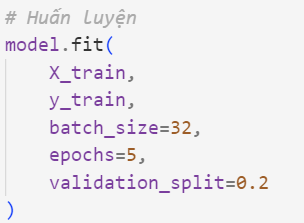 # Huấn luyện
model.fit(
    X_train,
    y_train,
    batch_size=32,
    epochs=5,
    validation_split=0.2
)